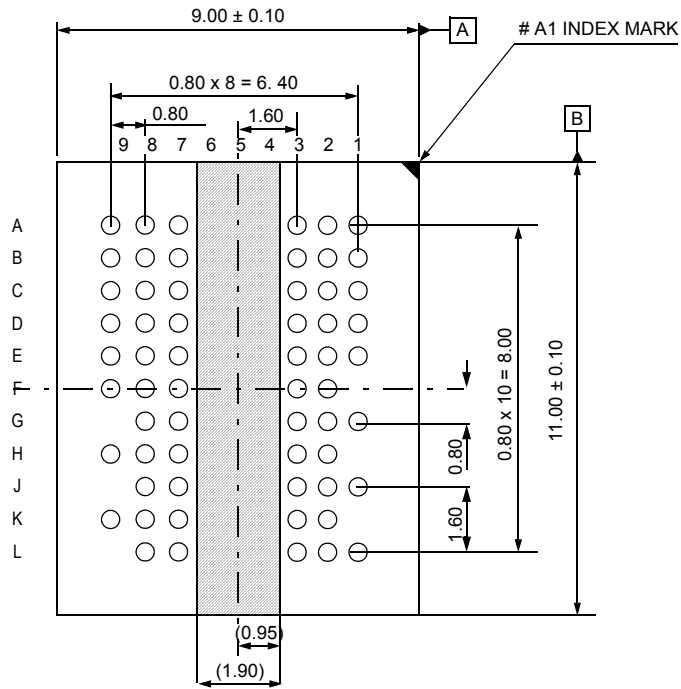 9.00 ± 0.10
A
# A1 INDEX MARK
0.80 x 8 = 6. 40
0.80
1.60
B
9 8 7 6 5 4 3 2 1
A
B
C
D
E
F
G
H
J
K
L
0.80 x 10 = 8.00
11.00 ± 0.10
0.80
1.60
(0.95)
(1.90)